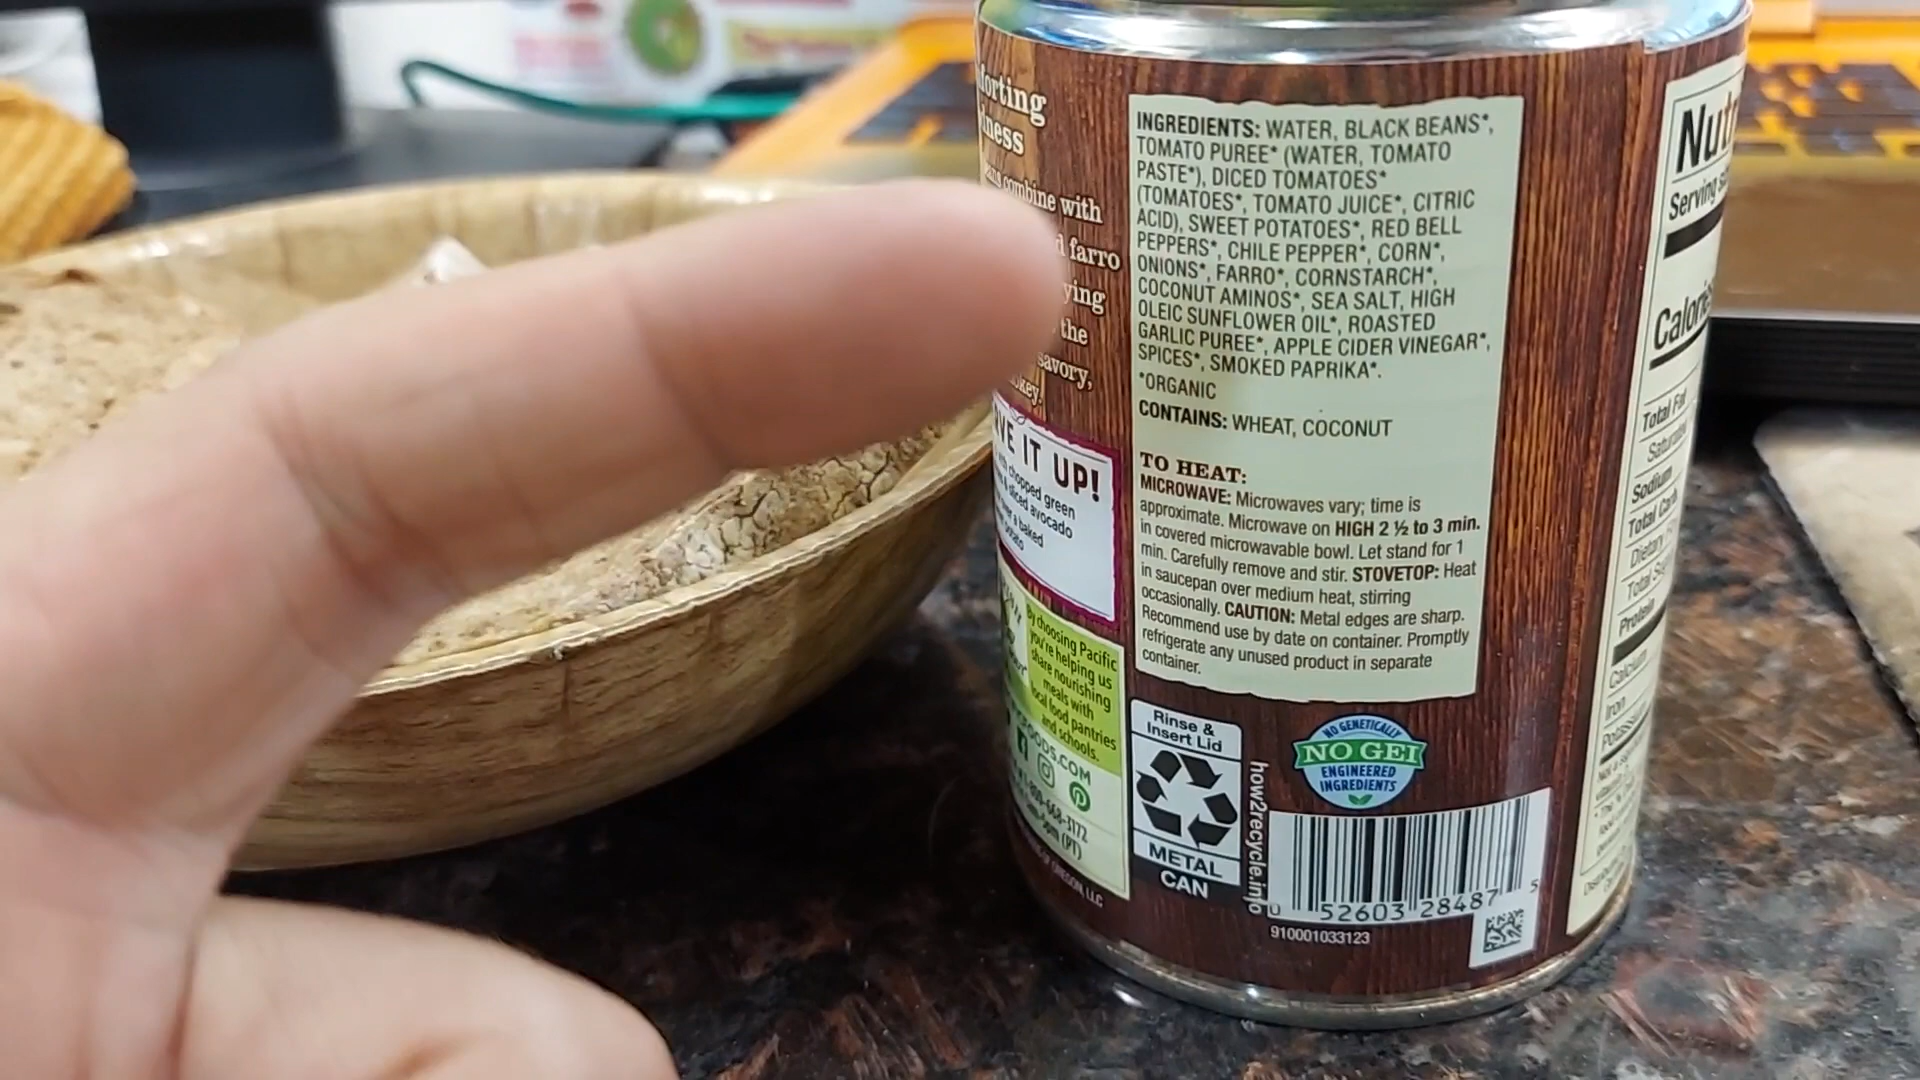 forting
combine with
farro
the
savory,
IT UP!
chopped green
sliced avocado
a baked
By choosing Pacific
you're helping us
share nourishing
meals with
local food pantries
and schools.
INGREDIENTS: WATER, BLACK BEANS*,
TOMATO PUREE* (WATER, TOMATO
PASTE*), DICED TOMATOES*
(TOMATOES*, TOMATO JUICE*, CITRIC
ACID), SWEET POTATOES*, RED BELL
PEPPERS*, CHILE PEPPER*, CORN*,
ONIONS*, FARRO*, CORNSTARCH*,
COCONUT AMINOS*, SEA SALT, HIGH
OLEIC SUNFLOWER OIL*, ROASTED
GARLIC PUREE*, APPLE CIDER VINEGAR*,
SPICES*, SMOKED PAPRIKA*.
*ORGANIC
CONTAINS: WHEAT, COCONUT
TO HEAT:
MICROWAVE: Microwaves vary; time is
approximate. Microwave on HIGH 2 ½ to 3 min.
in covered microwavable bowl. Let stand for 1
min. Carefully remove and stir. STOVETOP: Heat
in saucepan over medium heat, stirring
occasionally. CAUTION: Metal edges are sharp.
Recommend use by date on container. Promptly
refrigerate any unused product in separate
container.
Rinse &
Insert Lid
METAL
CAN
how2recycle.info
NO GENETICALLY
NO GEI
ENGINEERED
INGREDIENTS
0 52603 28487 5
910001033123
Nut
Serving
Calories
Total Fat
Sodium
Total Carb
Protein
Calcium
Iron